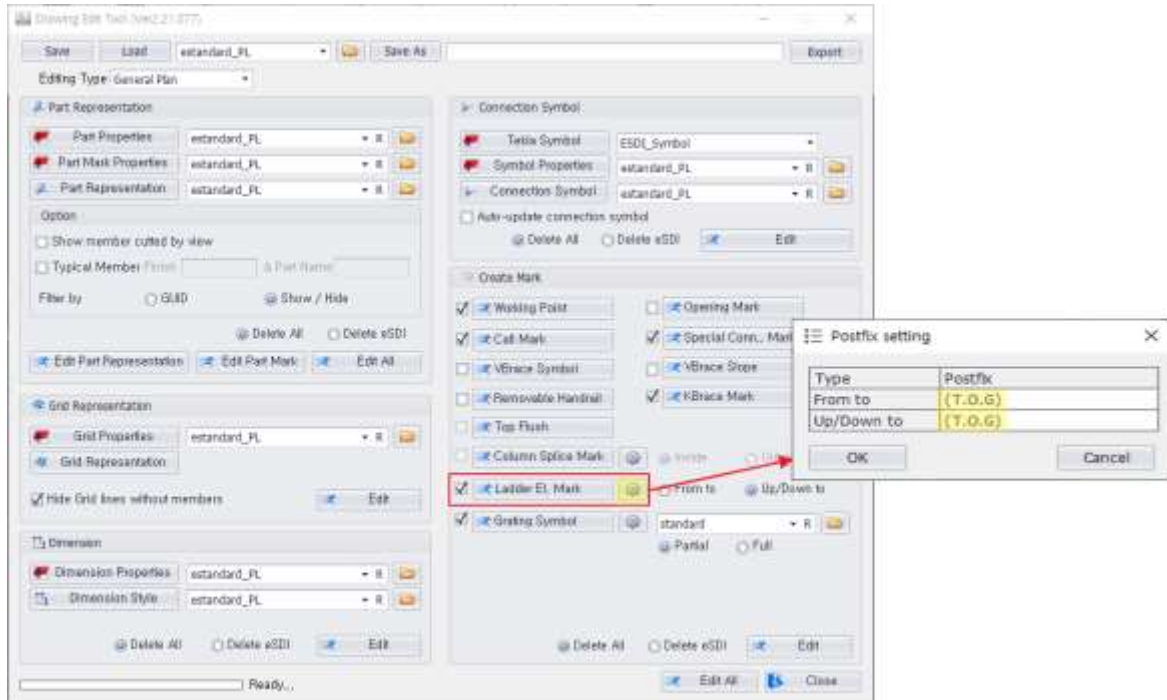 Drawing Edit Tool (ver2.21.077)
Save Load estandard_PL Save As Export
Editing Type General Plan
Part Representation
Part Properties estandard_PL R
Part Mark Properties estandard_PL R
Part Representation estandard_PL R
Option
Show member cutted by view
Typical Member & Part Name
Filter by GUID Show / Hide
Delete All Delete eSDI
Edit Part Representation Edit Part Mark Edit All
Grid Representation
Grid Properties estandard_PL R
Grid Representation
Hide Grid lines without members Edit
Dimension
Dimension Properties estandard_PL R
Dimension Style estandard_PL R
Delete All Delete eSDI Edit
Ready...
Connection Symbol
Tekla Symbol ESDI_Symbol
Symbol Properties estandard_PL R
Connection Symbol estandard_PL R
Auto-update connection symbol
Delete All Delete eSDI Edit
Create Mark
Working Point Opening Mark
Call Mark Special Conn., Mark
VBrace Symbol VBrace Slope
Removable Handrail KBrace Mark
Top Flush
Column Splice Mark Inside
Ladder El. Mark From to Up/Down to
Grating Symbol standard R
Partial Full
Delete All Delete eSDI Edit
Edit All Close
Postfix setting
Type Postfix
From to (T.O.G)
Up/Down to (T.O.G)
OK Cancel